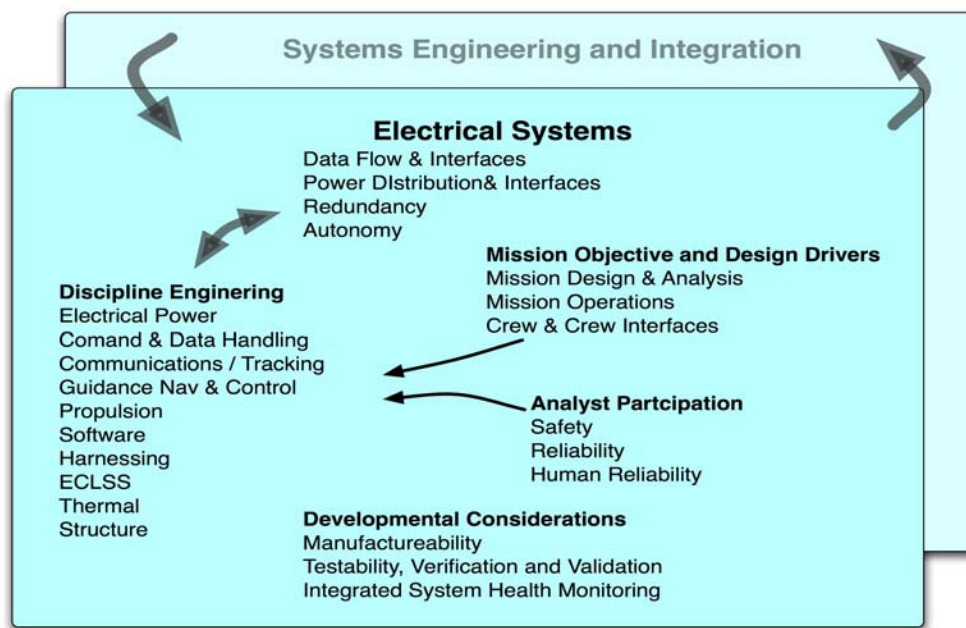 Systems Engineering and Integration
Electrical Systems
Data Flow & Interfaces
Power DIstribution& Interfaces
Redundancy
Autonomy
Mission Objective and Design Drivers
Mission Design & Analysis
Mission Operations
Crew & Crew Interfaces
Discipline Enginering
Electrical Power
Comand & Data Handling
Communications / Tracking
Guidance Nav & Control
Propulsion
Software
Harnessing
ECLSS
Thermal
Structure
Analyst Partcipation
Safety
Reliability
Human Reliability
Developmental Considerations
Manufactureability
Testability, Verification and Validation
Integrated System Health Monitoring